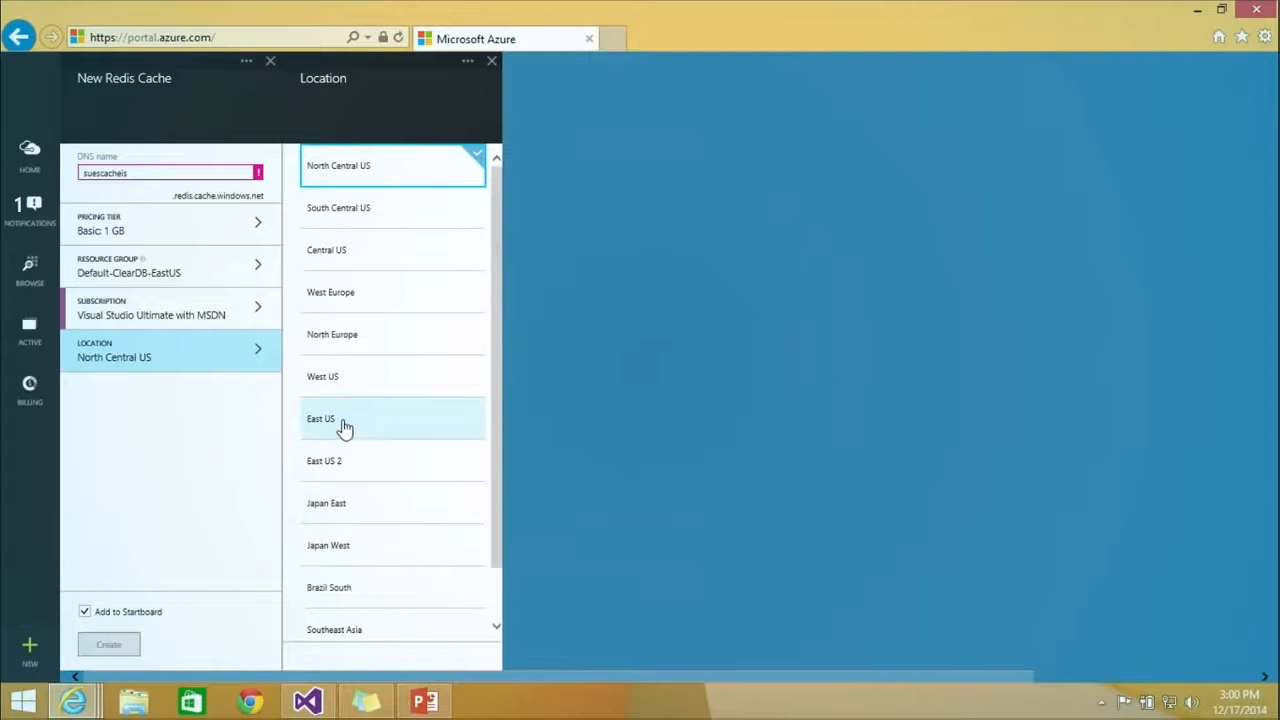 https://portal.azure.com/
Microsoft Azure
New Redis Cache
Location
DNS name
suescacheis
!
.redis.cache.windows.net
PRICING TIER
Basic: 1 GB
RESOURCE GROUP
Default-ClearDB-EastUS
SUBSCRIPTION
Visual Studio Ultimate with MSDN
LOCATION
North Central US
Add to Startboard
Create
North Central US
South Central US
Central US
West Europe
North Europe
West US
East US
East US 2
Japan East
Japan West
Brazil South
Southeast Asia
HOME
1
NOTIFICATIONS
BROWSE
ACTIVE
BILLING
NEW
3:00 PM
12/17/2014